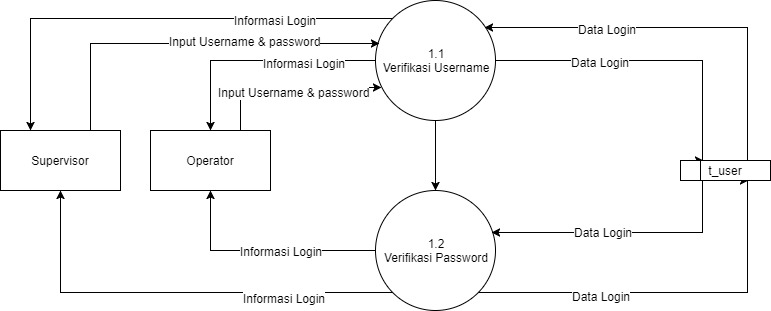 Informasi Login
Data Login
Input Username & password
1.1
Verifikasi Username
Informasi Login
Data Login
Input Username & password
Supervisor
Operator
t_user
Data Login
1.2
Verifikasi Password
Informasi Login
Informasi Login
Data Login